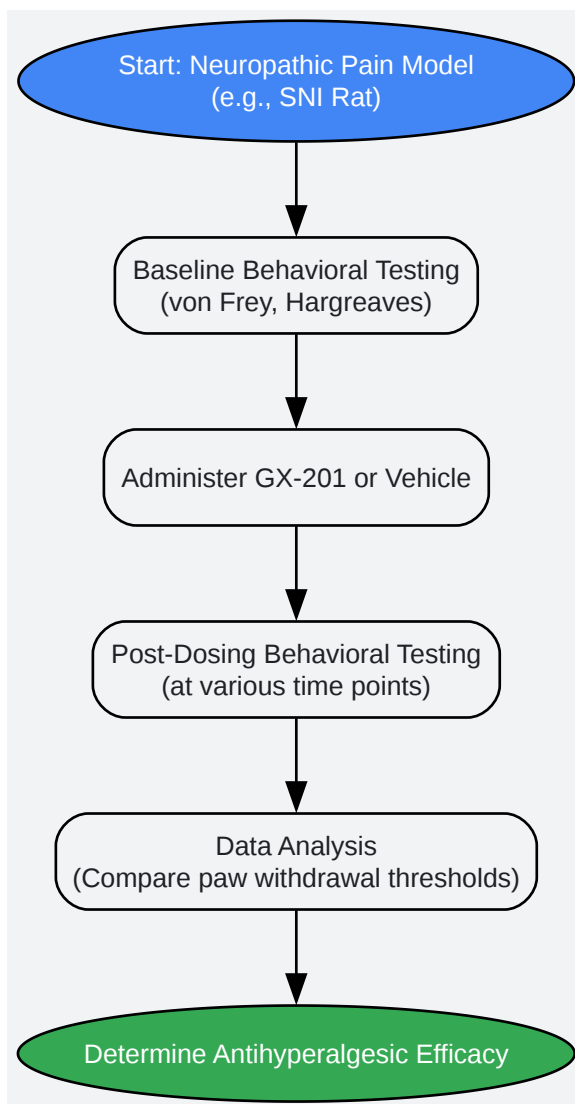 Start: Neuropathic Pain Model
(e.g., SNI Rat)
Baseline Behavioral Testing
(von Frey, Hargreaves)
Administer GX-201 or Vehicle
Post-Dosing Behavioral Testing
(at various time points)
Data Analysis
(Compare paw withdrawal thresholds)
Determine Antihyperalgesic Efficacy